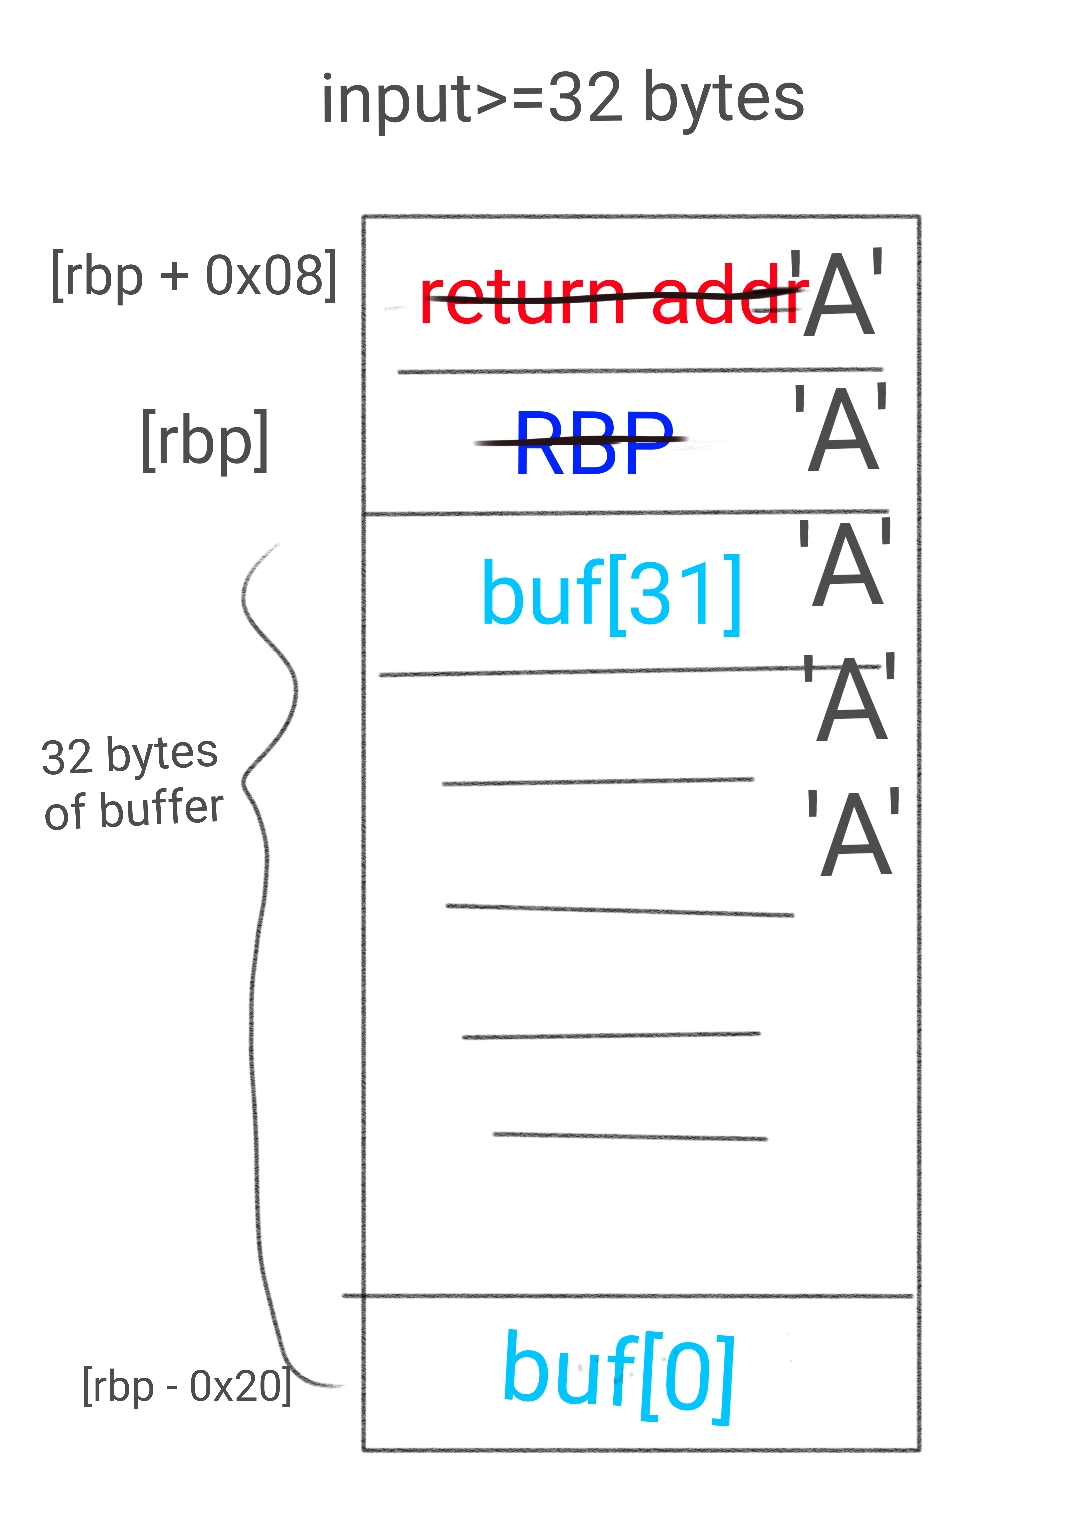 input>=32 bytes
[rbp + 0x08]
return addr 'A'
[rbp]
RBP 'A'
buf[31] 'A'
'A'
32 bytes
of buffer
'A'
[rbp - 0x20]
buf[0]